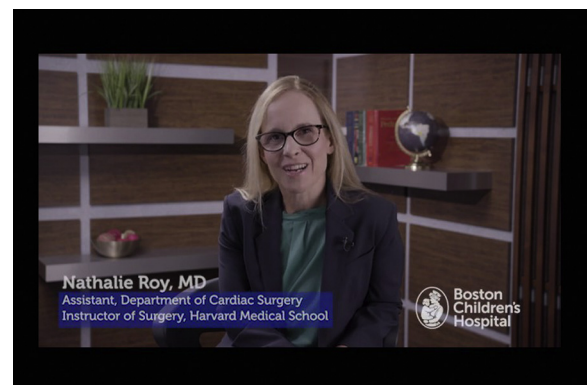 Nathalie Roy, MD
Assistant, Department of Cardiac Surgery
Instructor of Surgery, Harvard Medical School
Boston
Children's
Hospital